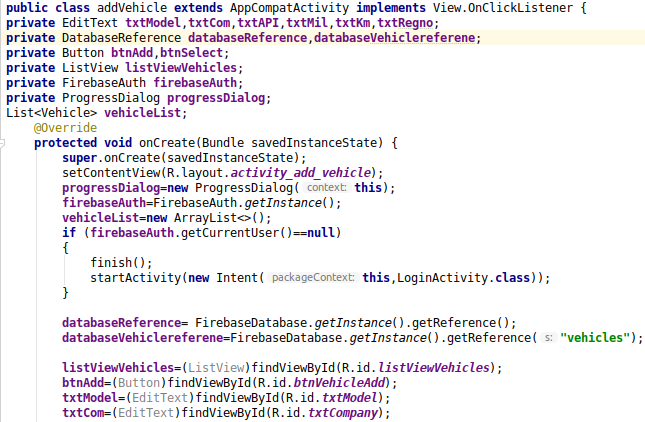 public class addVehicle extends AppCompatActivity implements View.OnClickListener {
private EditText txtModel,txtCom,txtAPI,txtMil,txtKm,txtRegno;
private DatabaseReference databaseReference,databaseVehiclereferene;
private Button btnAdd,btnSelect;
private ListView listViewVehicles;
private FirebaseAuth firebaseAuth;
private ProgressDialog progressDialog;
List<Vehicle> vehicleList;
@Override
protected void onCreate(Bundle savedInstanceState) {
super.onCreate(savedInstanceState);
setContentView(R.layout.activity_add_vehicle);
progressDialog=new ProgressDialog( context: this);
firebaseAuth=FirebaseAuth.getInstance();
vehicleList=new ArrayList<>();
if (firebaseAuth.getCurrentUser()==null)
{
finish();
startActivity(new Intent( packageContext: this,LoginActivity.class));
}
databaseReference= FirebaseDatabase.getInstance().getReference();
databaseVehiclereferene=FirebaseDatabase.getInstance().getReference( s: "vehicles");
listViewVehicles=(ListView)findViewById(R.id.listViewVehicles);
btnAdd=(Button)findViewById(R.id.btnVehicleAdd);
txtModel=(EditText)findViewById(R.id.txtModel);
txtCom=(EditText)findViewById(R.id.txtCompany);